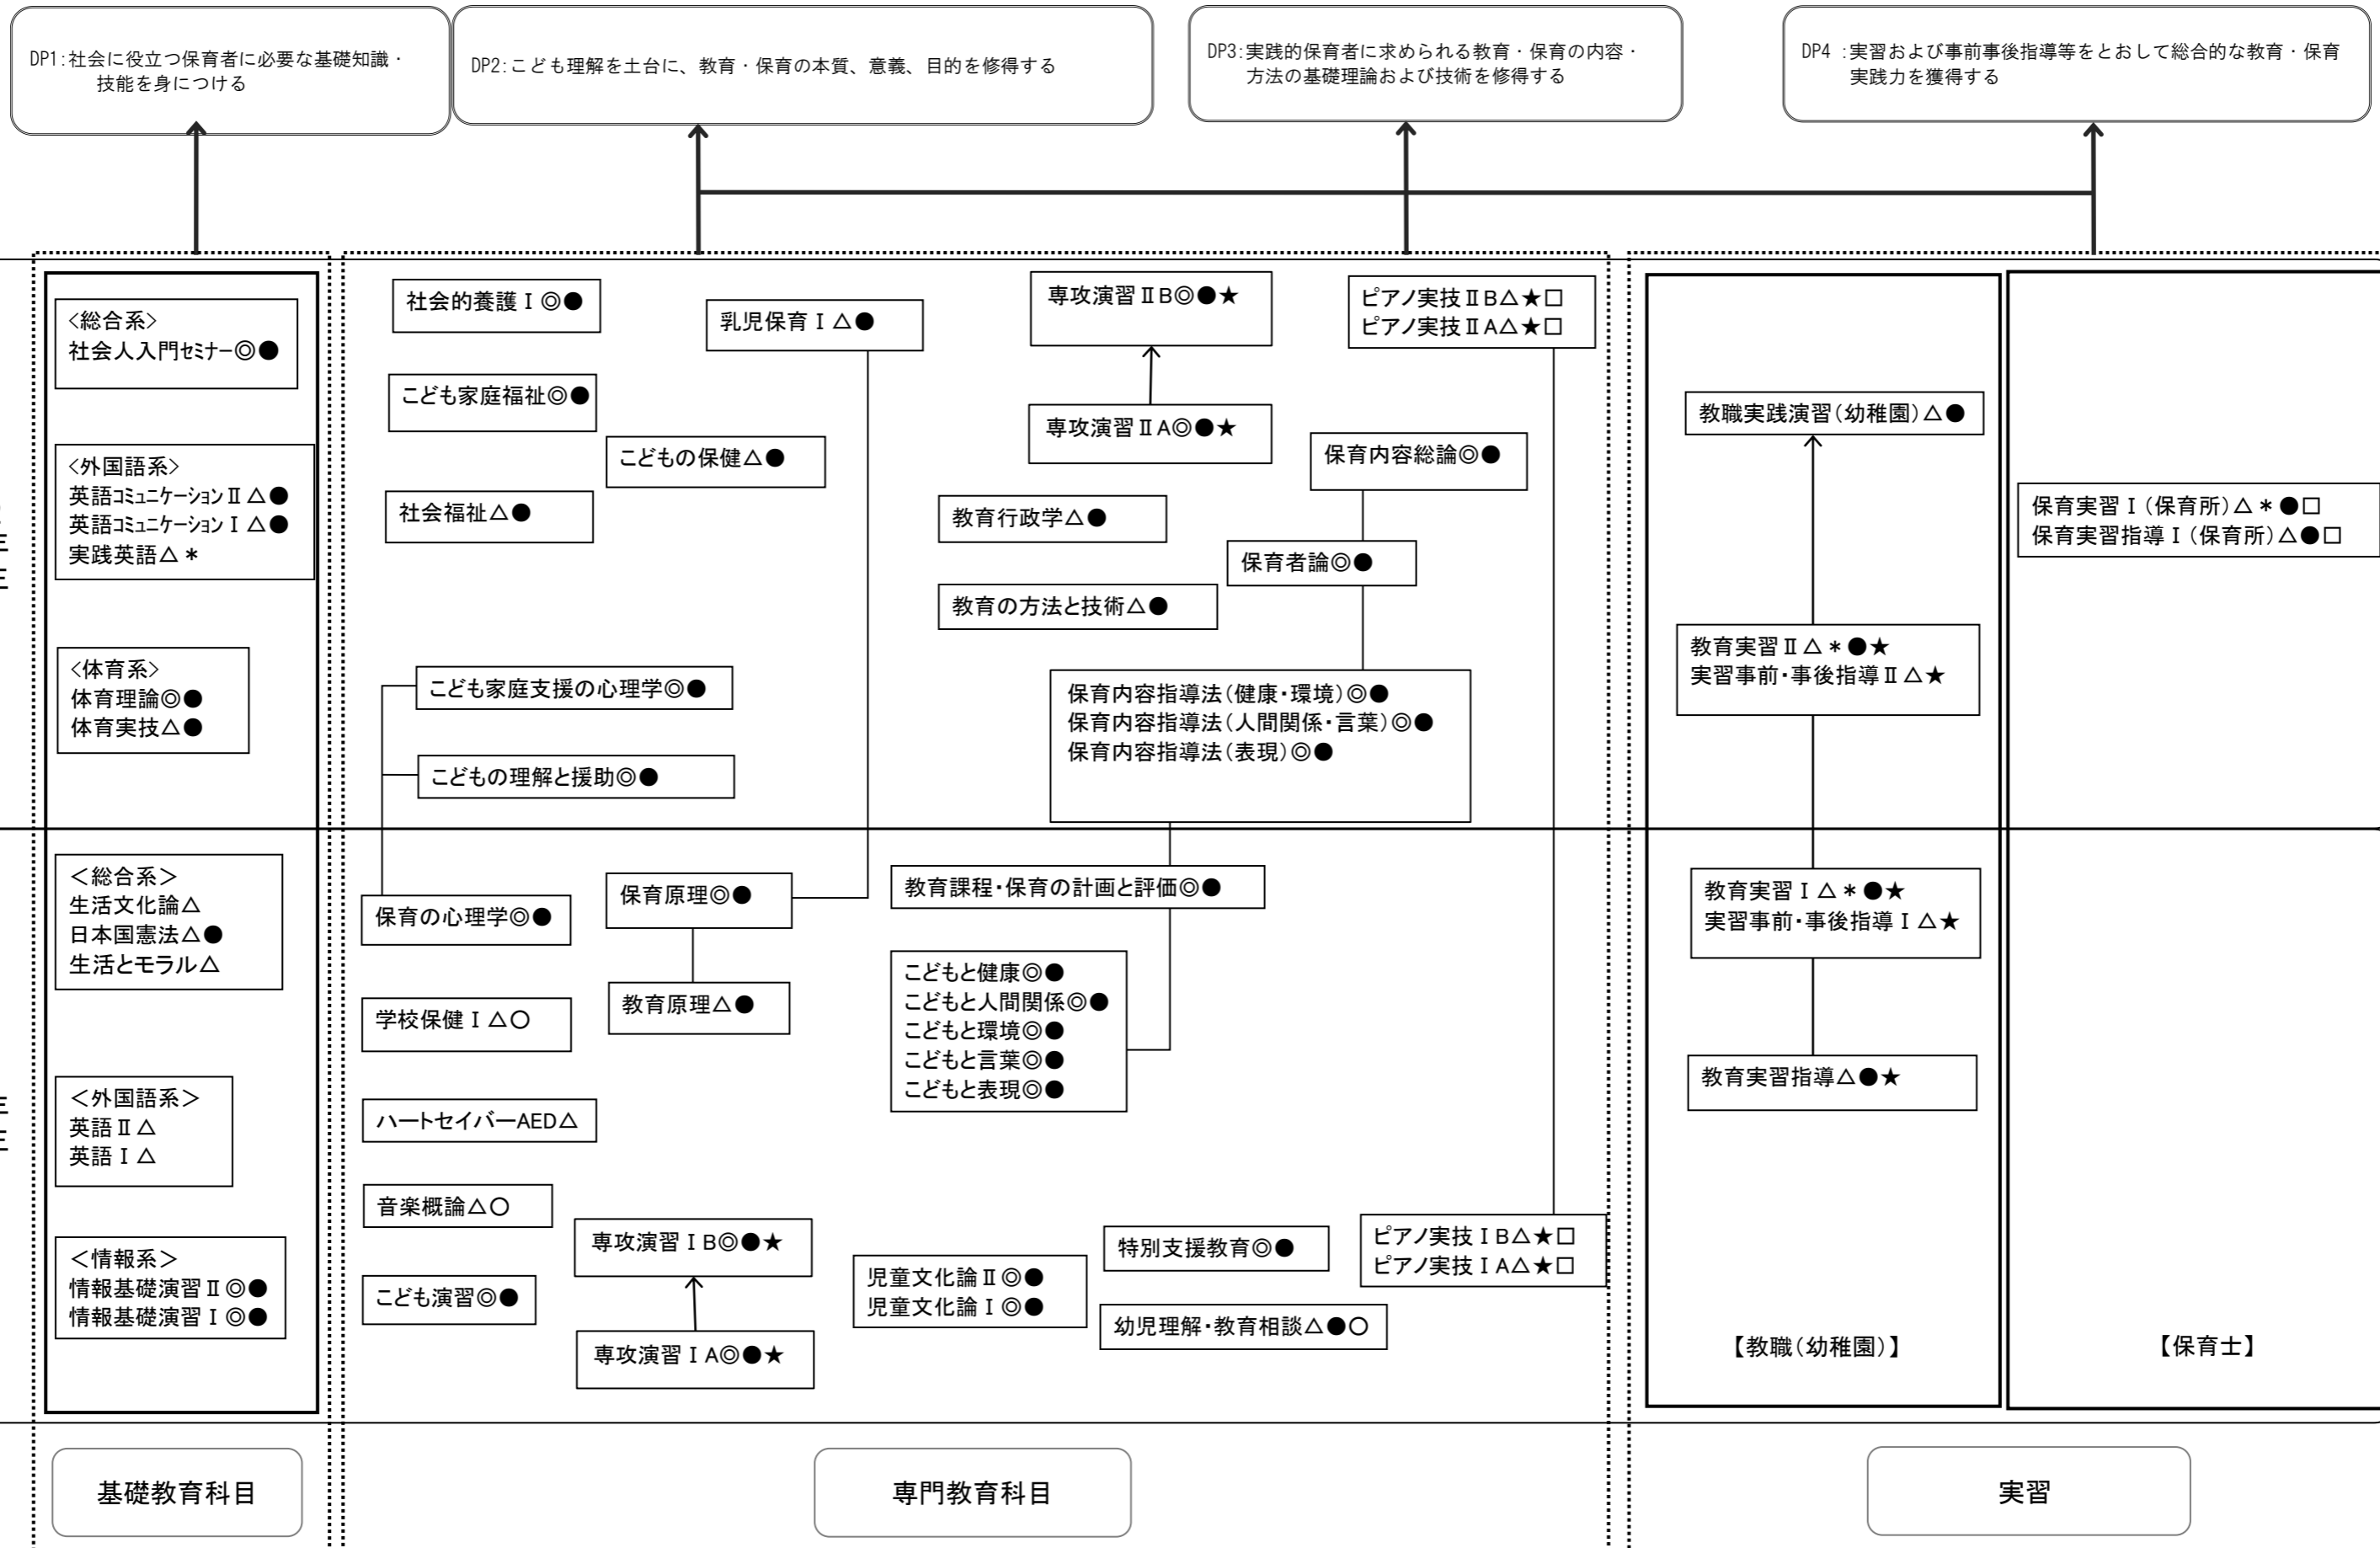 DP1:社会に役立つ保育者に必要な基礎知識・
技能を身につける
DP2:こども理解を土台に、教育・保育の本質、意義、目的を修得する
DP3:実践的保育者に求められる教育・保育の内容・
方法の基礎理論および技術を修得する
DP4 :実習および事前事後指導等をとおして総合的な教育・保育
実践力を獲得する
<総合系>
社会人入門セミナー◎●
<外国語系>
英語コミュニケーションⅡ△●
英語コミュニケーションⅠ△●
実践英語△*
<体育系>
体育理論◎●
体育実技△●
社会的養護Ⅰ◎●
乳児保育Ⅰ△●
こども家庭福祉◎●
こどもの保健△●
社会福祉△●
こども家庭支援の心理学◎●
こどもの理解と援助◎●
専攻演習ⅡB◎●★
専攻演習ⅡA◎●★
ピアノ実技ⅡB△★□
ピアノ実技ⅡA△★□
保育内容総論◎●
教育行政学△●
保育者論◎●
教育の方法と技術△●
保育内容指導法(健康・環境)◎●
保育内容指導法(人間関係・言葉)◎●
保育内容指導法(表現)◎●
教職実践演習(幼稚園)△●
教育実習Ⅱ△*●★
実習事前・事後指導Ⅱ△★
保育実習Ⅰ(保育所)△*●□
保育実習指導Ⅰ(保育所)△●□
<総合系>
生活文化論△
日本国憲法△●
生活とモラル△
<外国語系>
英語Ⅱ△
英語Ⅰ△
<情報系>
情報基礎演習Ⅱ◎●
情報基礎演習Ⅰ◎●
保育の心理学◎●
保育原理◎●
教育原理△●
学校保健Ⅰ△○
ハートセイバーAED△
音楽概論△○
こども演習◎●
専攻演習ⅠB◎●★
専攻演習ⅠA◎●★
教育課程・保育の計画と評価◎●
こどもと健康◎●
こどもと人間関係◎●
こどもと環境◎●
こどもと言葉◎●
こどもと表現◎●
児童文化論Ⅱ◎●
児童文化論Ⅰ◎●
特別支援教育◎●
幼児理解・教育相談△●○
ピアノ実技ⅠB△★□
ピアノ実技ⅠA△★□
教育実習Ⅰ△*●★
実習事前・事後指導Ⅰ△★
教育実習指導△●★
【教職(幼稚園)】
【保育士】
基礎教育科目
専門教育科目
実習